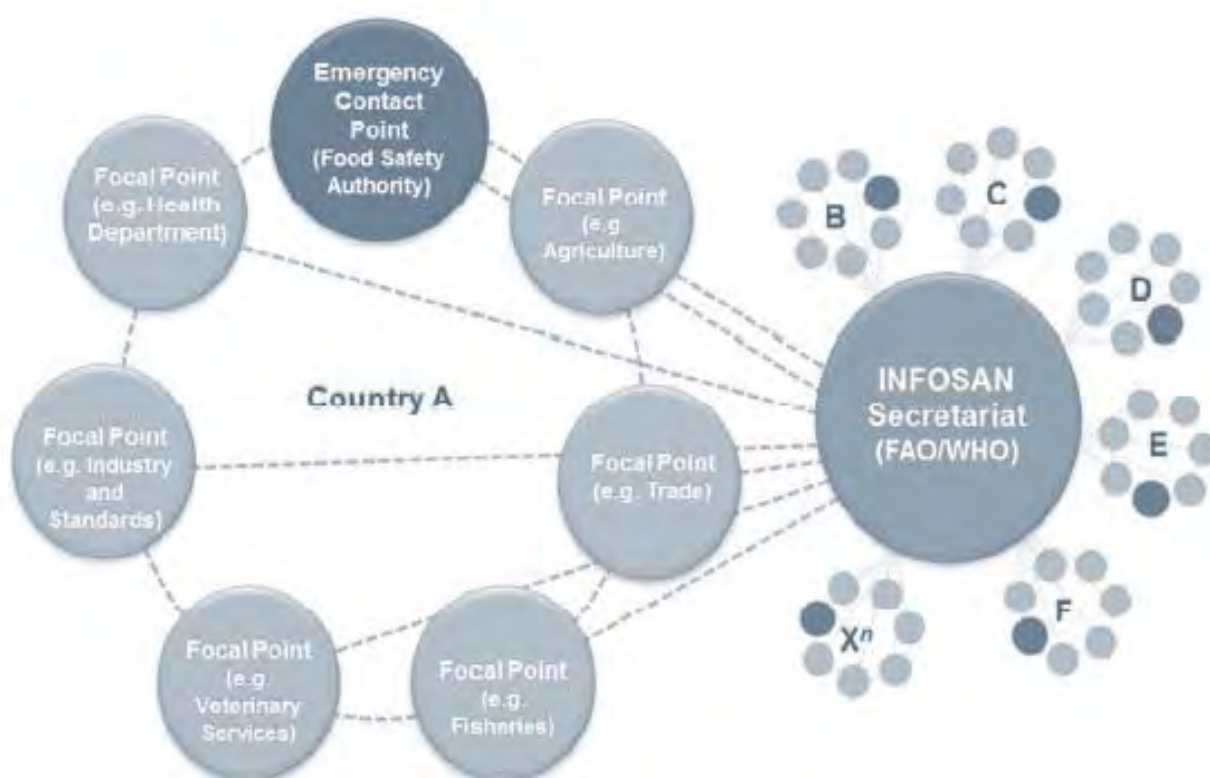 Emergency
Contact
Point
(Food Safety
Authority)
Focal Point
(e.g. Health
Department)
Focal Point
(e.g
Agriculture)
B
C
D
INFOSAN
Secretariat
(FAO/WHO)
Country A
Focal Point
(e.g. Industry
and
Standards)
Focal Point
(e.g. Trade)
E
F
Xⁿ
Focal Point
(e.g
Veterinary
Services)
Focal Point
(e.g.
Fisheries)